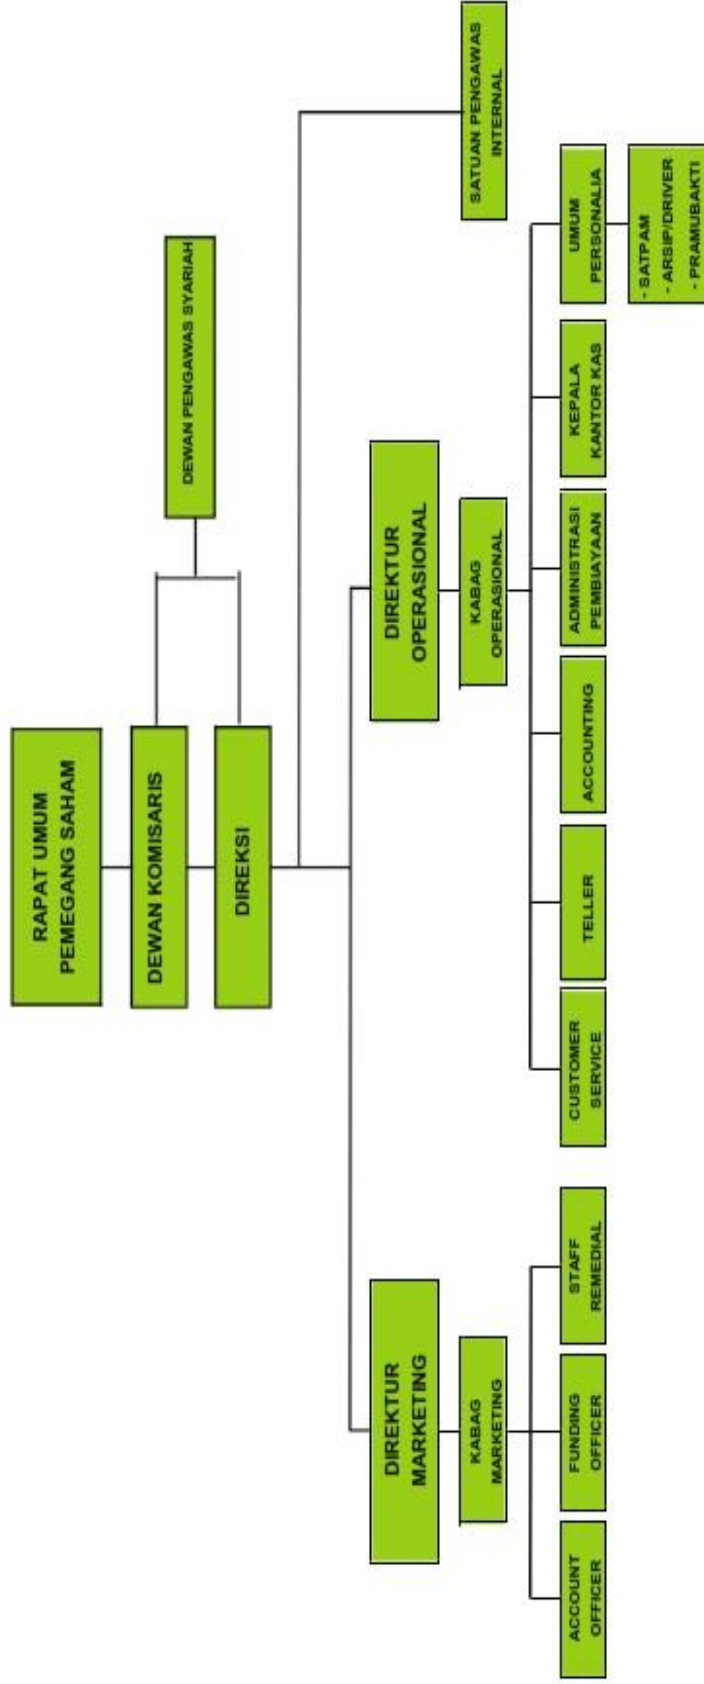 RAPAT UMUM
PEMEGANG SAHAM
DEWAN KOMISARIS
DEWAN PENGAWAS SYARIAH
DIREKSI
DIREKTUR
MARKETING
DIREKTUR
OPERASIONAL
KABAG
MARKETING
KABAG
OPERASIONAL
SATUAN PENGAWAS
INTERNAL
ACCOUNT
OFFICER
FUNDING
OFFICER
STAFF
REMEDIAL
CUSTOMER
SERVICE
TELLER
ACCOUNTING
ADMINISTRASI
PEMBIAYAAN
KEPALA
KANTOR KAS
UMUM
PERSONALIA
- SATPAM
- ARSIP/DRIVER
- PRAMUBAKTI